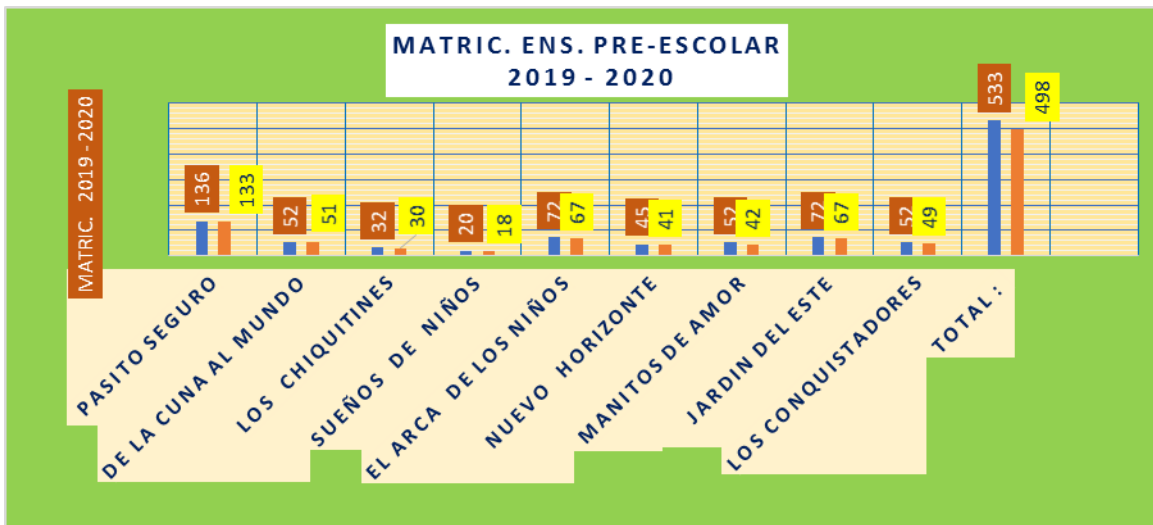 MATRIC. ENS. PRE-ESCOLAR
2019 - 2020
MATRIC. 2019 - 2020
136
133
52
51
32
30
20
18
72
67
45
41
52
42
72
67
52
49
533
498
PASITO SEGURO
DE LA CUNA AL MUNDO
LOS CHIQUITINES
SUEÑOS DE NIÑOS
EL ARCA DE LOS NIÑOS
NUEVO HORIZONTE
MANITOS DE AMOR
JARDIN DEL ESTE
LOS CONQUISTADORES
TOTAL :